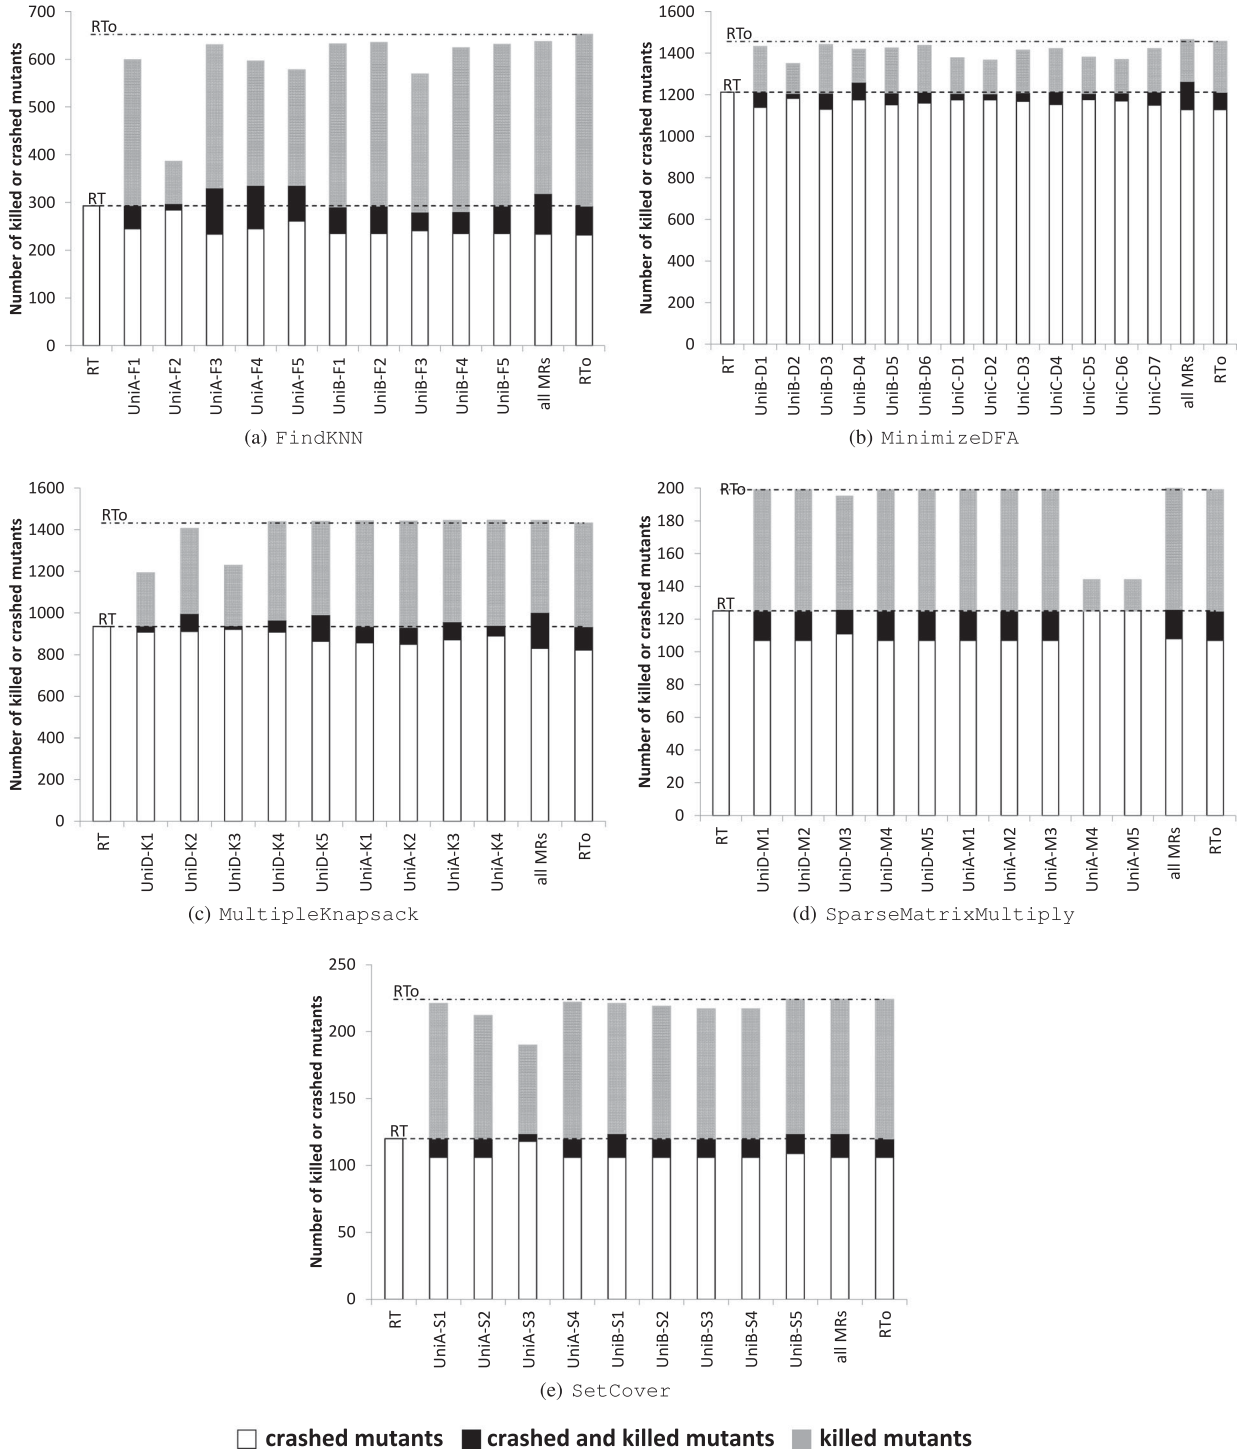 Number of killed or crashed mutants
700
600
500
400
300
200
100
0
RTo
RT
RT
UniA-F1
UniA-F2
UniA-F3
UniA-F4
UniA-F5
UniB-F1
UniB-F2
UniB-F3
UniB-F4
UniB-F5
all MRs
RTo
(a) FindKNN
Number of killed or crashed mutants
1600
1400
1200
1000
800
600
400
200
0
RTo
RT
RT
UniB-D1
UniB-D2
UniB-D3
UniB-D4
UniB-D5
UniB-D6
UniC-D1
UniC-D2
UniC-D3
UniC-D4
UniC-D5
UniC-D6
UniC-D7
all MRs
RTo
(b) MinimizeDFA
Number of killed or crashed mutants
1600
1400
1200
1000
800
600
400
200
0
RTo
RT
RT
UniD-K1
UniD-K2
UniD-K3
UniD-K4
UniD-K5
UniA-K1
UniA-K2
UniA-K3
UniA-K4
all MRs
RTo
(c) MultipleKnapsack
Number of killed or crashed mutants
200
180
160
140
120
100
80
60
40
20
0
RTo
RT
RT
UniD-M1
UniD-M2
UniD-M3
UniD-M4
UniD-M5
UniA-M1
UniA-M2
UniA-M3
UniA-M4
UniA-M5
all MRs
RTo
(d) SparseMatrixMultiply
Number of killed or crashed mutants
250
200
150
100
50
0
RTo
RT
RT
UniA-S1
UniA-S2
UniA-S3
UniA-S4
UniB-S1
UniB-S2
UniB-S3
UniB-S4
UniB-S5
all MRs
RTo
(e) SetCover
crashed mutants
crashed and killed mutants
killed mutants